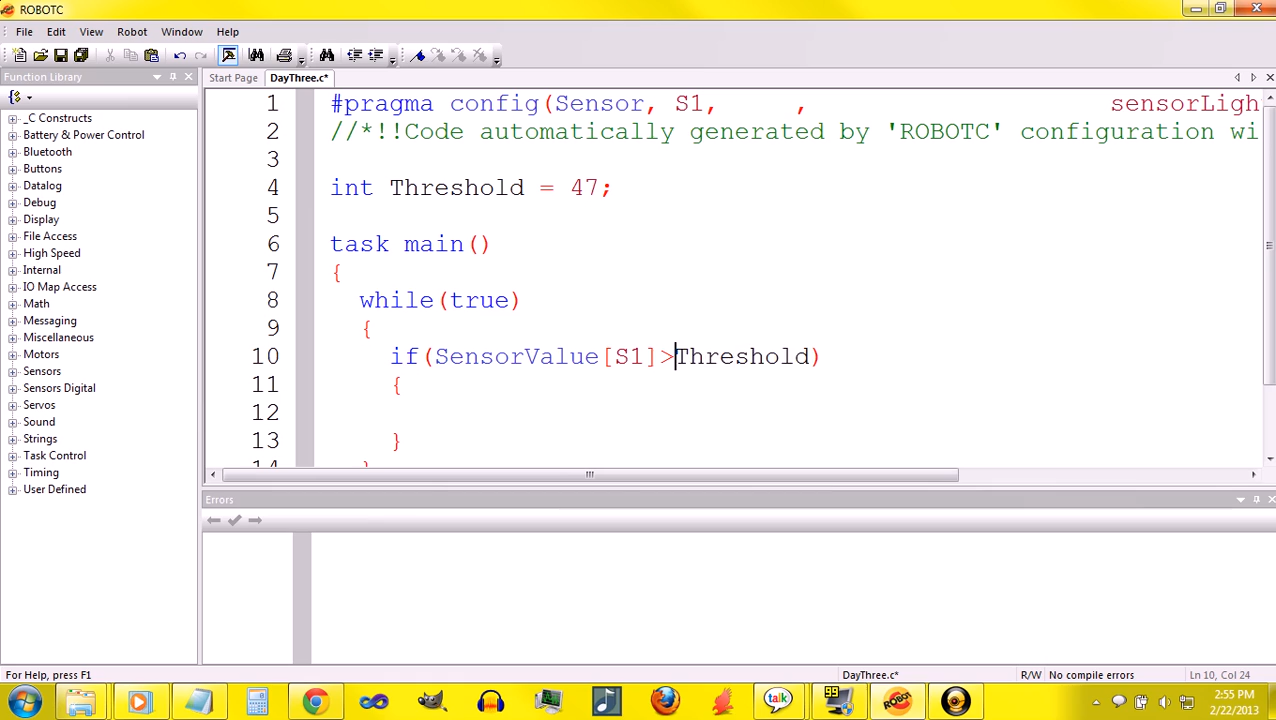 ROBOTC
File Edit View Robot Window Help
Function Library
Start Page DayThree.c*
_C Constructs
Battery & Power Control
Bluetooth
Buttons
Datalog
Debug
Display
File Access
High Speed
Internal
IO Map Access
Math
Messaging
Miscellaneous
Motors
Sensors
Sensors Digital
Servos
Sound
Strings
Task Control
Timing
User Defined
1 #pragma config(Sensor, S1, , sensorLigh
2 //*!!Code automatically generated by 'ROBOTC' configuration wi
3
4 int Threshold = 47;
5
6 task main()
7 {
8 while(true)
9 {
10 if(SensorValue[S1]>Threshold)
11 {
12
13 }
14 }
Errors
For Help, press F1 DayThree.c* R/W No compile errors Ln 10, Col 24
talk
99
ROBOT
2:55 PM
2/22/2013